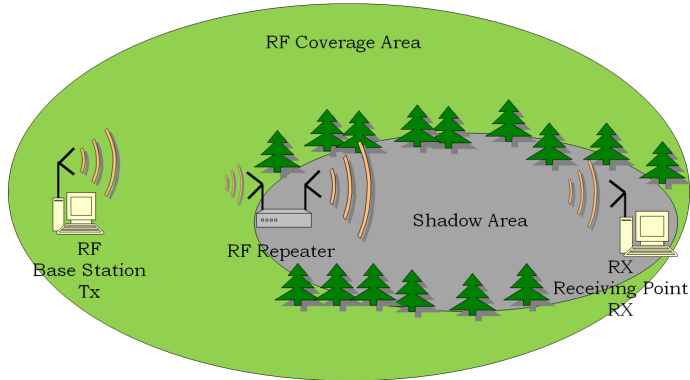 RF Coverage Area
Shadow Area
RF Repeater
RF
Base Station
Tx
RX
Receiving Point
RX